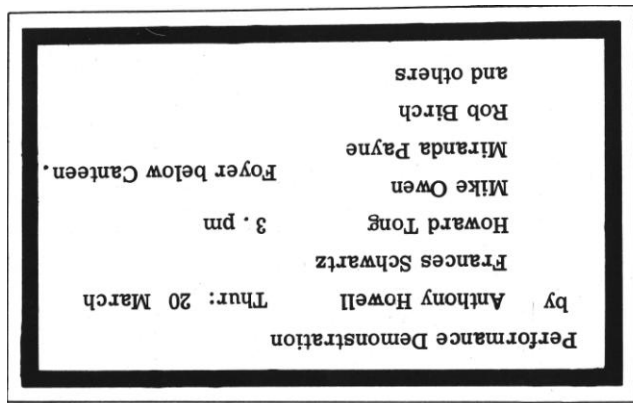 Performance Demonstration
by Anthony Howell Thur: 20 March
Frances Schwartz
Howard Tong 3. pm
Mike Owen
Foyer below Canteen.
Miranda Payne
Rob Birch
and others